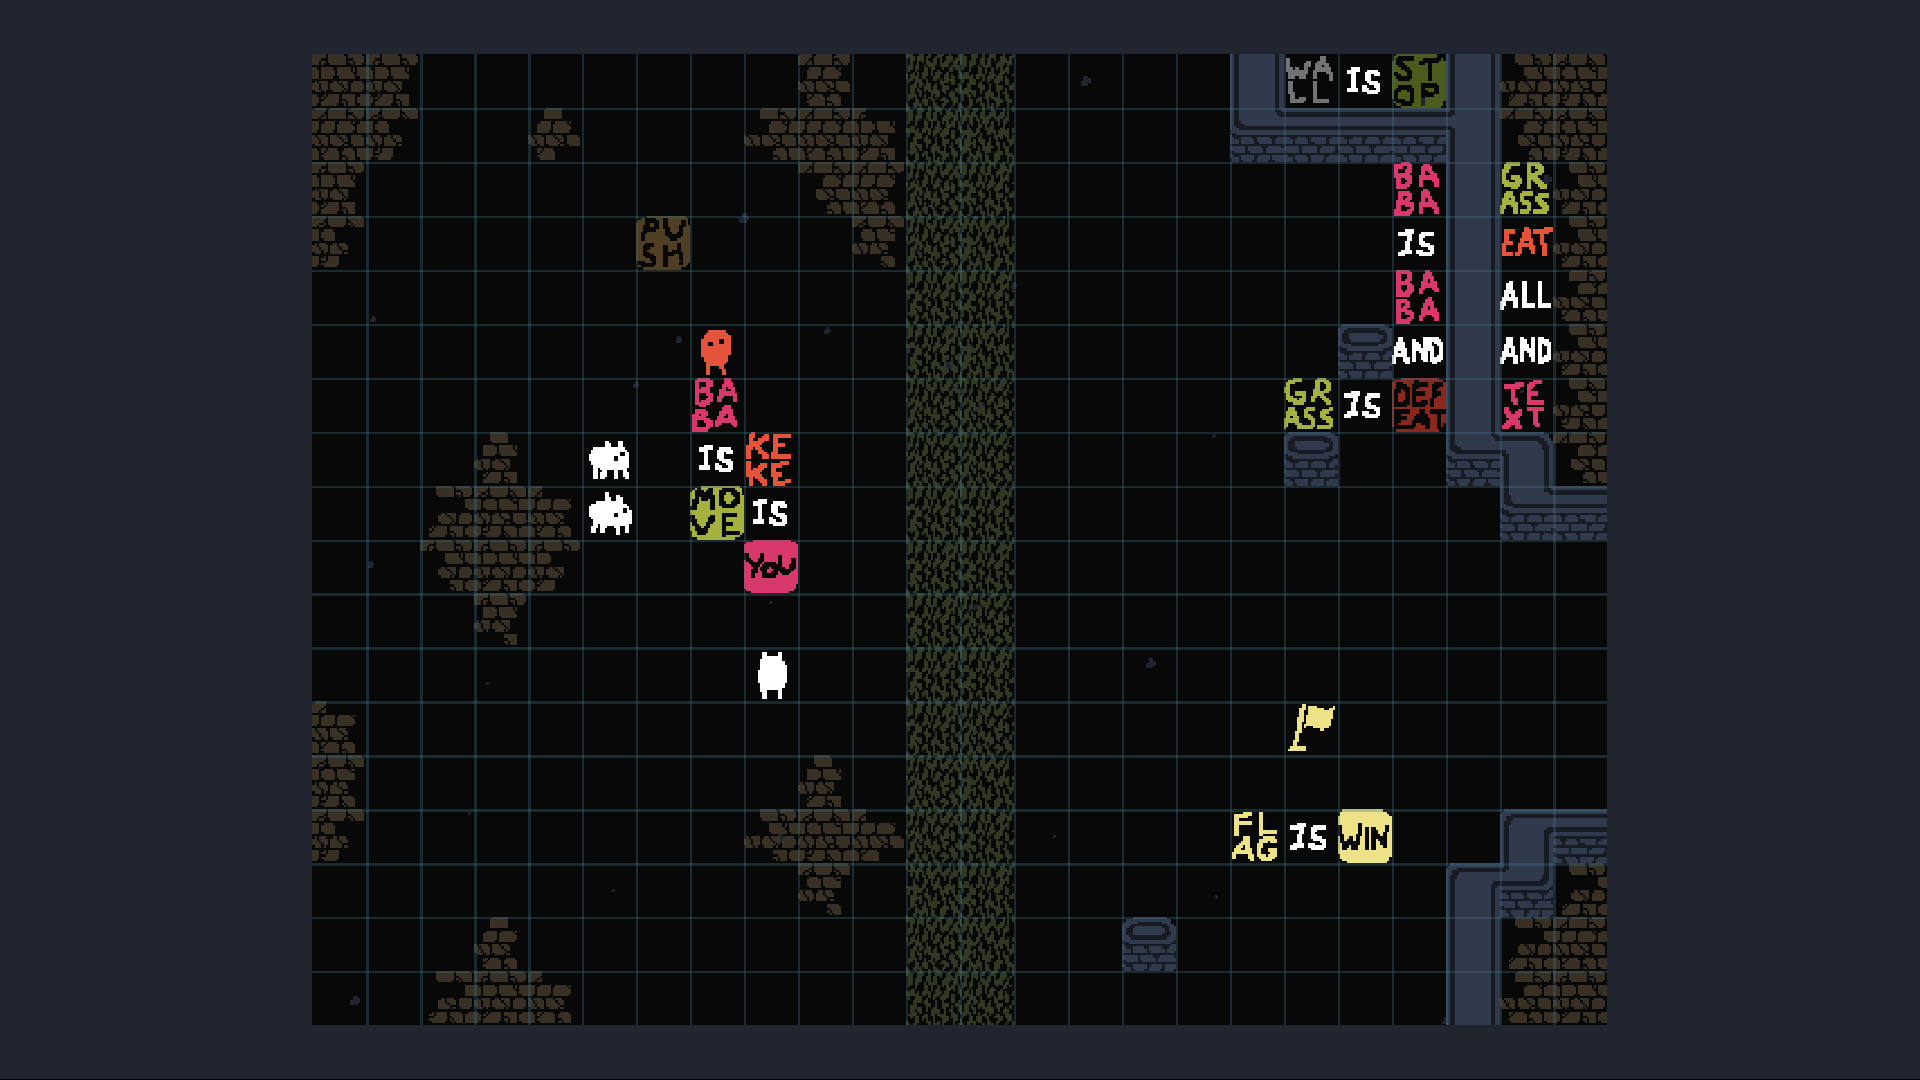 WALL IS STOP
BABA GRASS
PUSH IS EAT
BABA ALL
AND AND
BABA GRASS IS DEFEAT TEXT
IS KEKE
MOVE IS
YOU
FLAG IS WIN